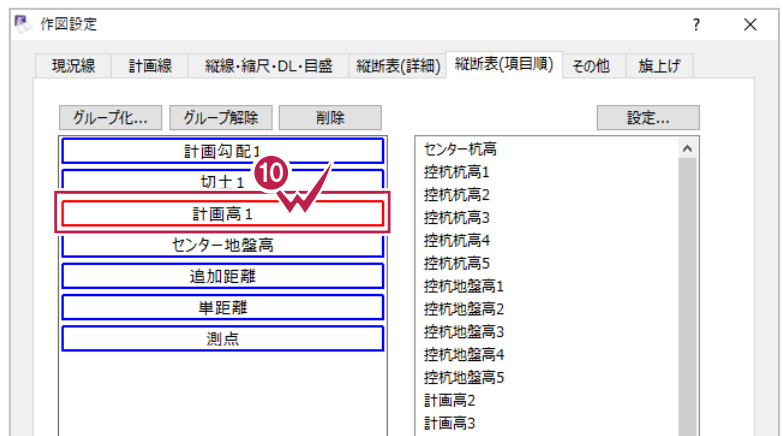 作図設定
? ×
現況線 計画線 縦線・縮尺・DL・目盛 縦断表(詳細) 縦断表(項目順) その他 旗上げ
グループ化... グループ解除 削除 設定...
計画勾配1
切土1
⑩
計画高1
センター地盤高
追加距離
単距離
測点
センター杭高
控杭杭高1
控杭杭高2
控杭杭高3
控杭杭高4
控杭杭高5
控杭地盤高1
控杭地盤高2
控杭地盤高3
控杭地盤高4
控杭地盤高5
計画高2
計画高3